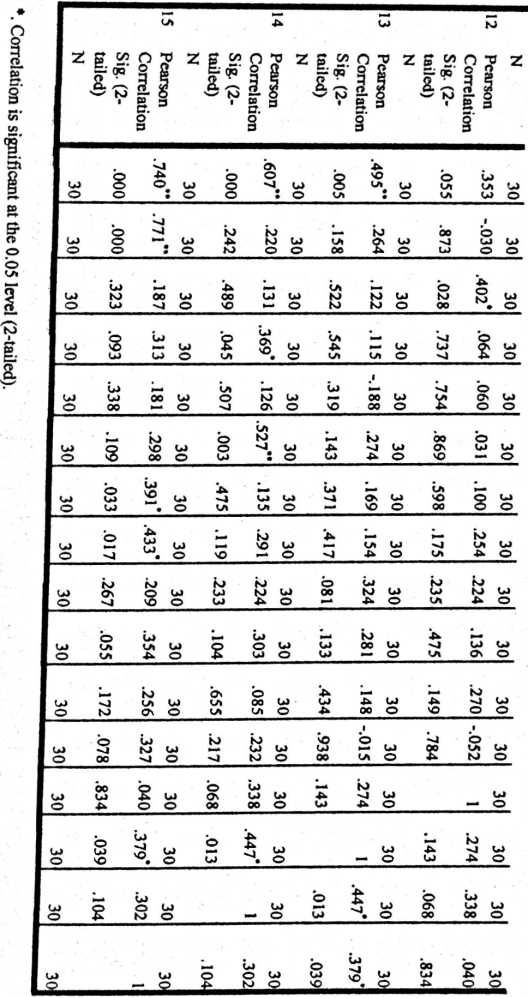 N 30 30 30 30 30 30 30 30 30 30 30 30 30 30 30 30
12 Pearson .353 -.030 .402* .064 .060 .031 .100 .254 .224 .136 .270 -.052 1 .274 .338 .040
Correlation
Sig. (2- .055 .873 .028 .737 .754 .869 .598 .175 .235 .475 .149 .784 .143 .068 .834
tailed)
N 30 30 30 30 30 30 30 30 30 30 30 30 30 30 30 30
13 Pearson .495** .264 .122 .115 -.188 .274 .169 .154 .324 .281 .148 -.015 .274 1 .447* .379*
Correlation
Sig. (2- .005 .158 .522 .545 .319 .143 .371 .417 .081 .133 .434 .938 .143 .013 .039
tailed)
N 30 30 30 30 30 30 30 30 30 30 30 30 30 30 30 30
14 Pearson .607** .220 .131 .369* .126 .527** .135 .291 .224 .303 .085 .232 .338 .447* 1 .302
Correlation
Sig. (2- .000 .242 .489 .045 .507 .003 .475 .119 .233 .104 .655 .217 .068 .013 .104
tailed)
N 30 30 30 30 30 30 30 30 30 30 30 30 30 30 30 30
15 Pearson .740** .771** .187 .313 .181 .298 .391* .433* .209 .354 .256 .327 .040 .379* .302 1
Correlation
Sig. (2- .000 .000 .323 .093 .338 .109 .033 .017 .267 .055 .172 .078 .834 .039 .104
tailed)
N 30 30 30 30 30 30 30 30 30 30 30 30 30 30 30 30
*. Correlation is significant at the 0.05 level (2-tailed).